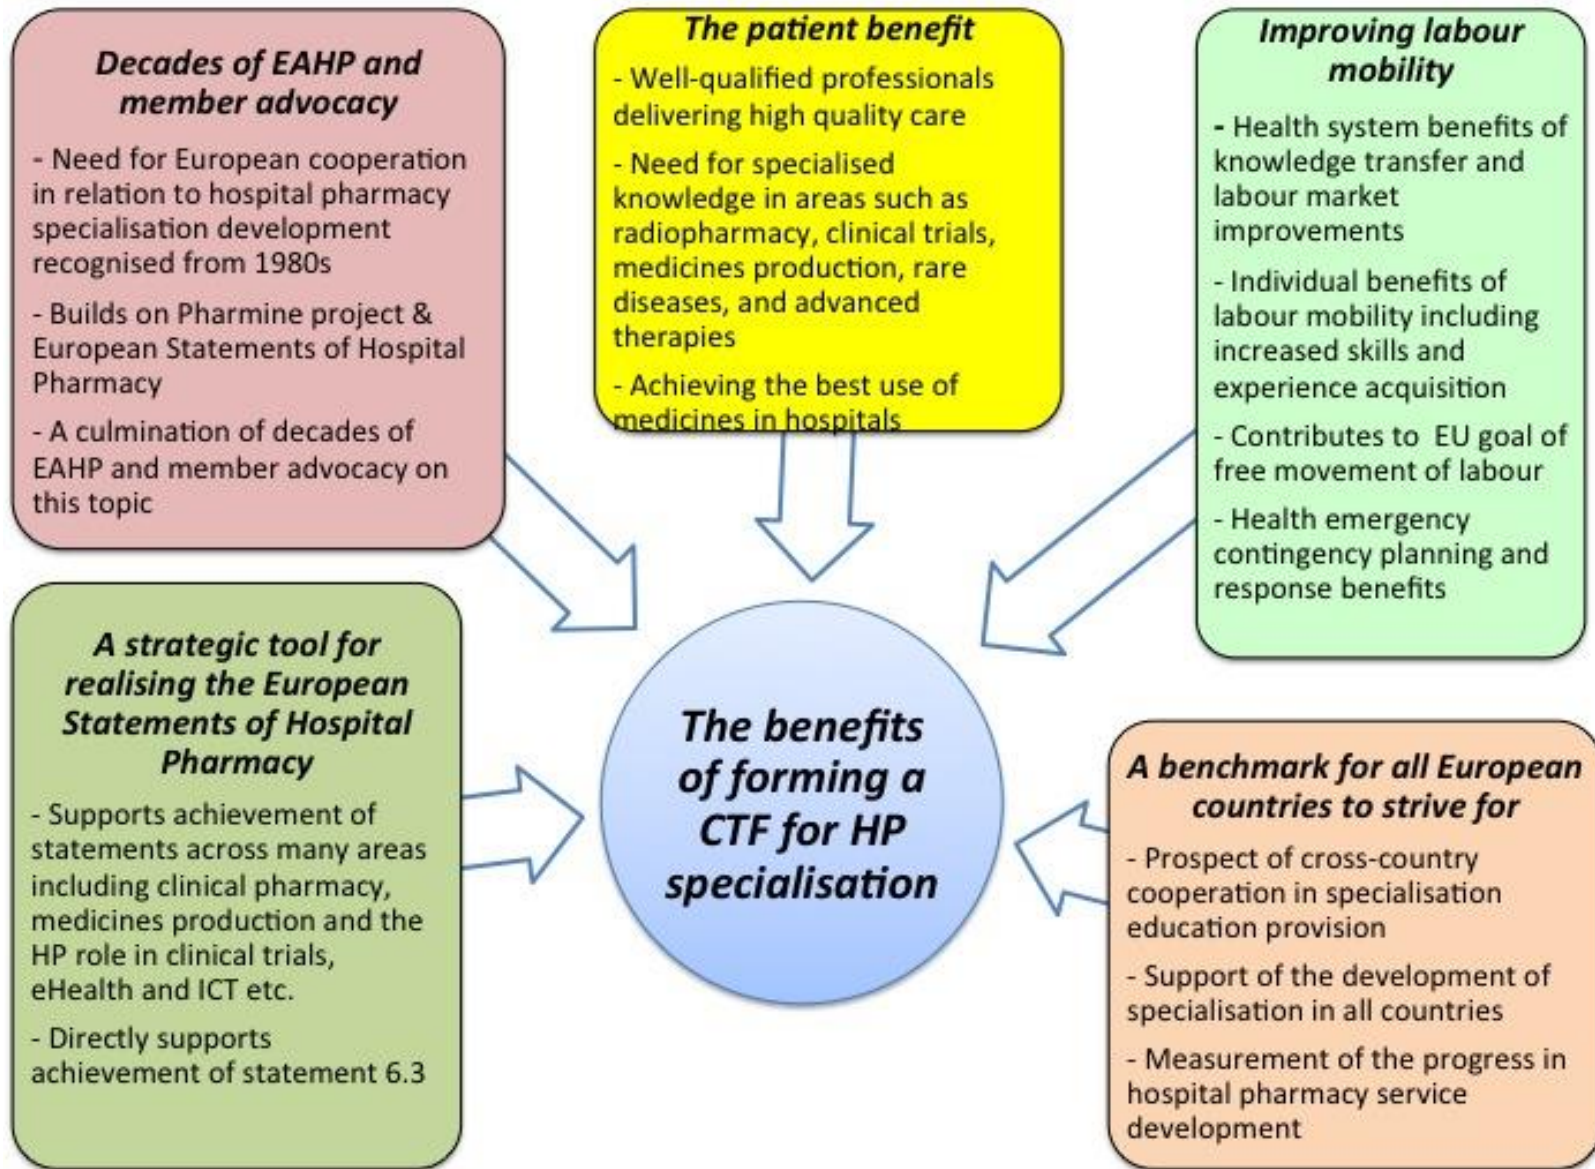 Decades of EAHP and
member advocacy
- Need for European cooperation
in relation to hospital pharmacy
specialisation development
recognised from 1980s
- Builds on Pharmine project &
European Statements of Hospital
Pharmacy
- A culmination of decades of
EAHP and member advocacy on
this topic
The patient benefit
- Well-qualified professionals
delivering high quality care
- Need for specialised
knowledge in areas such as
radiopharmacy, clinical trials,
medicines production, rare
diseases, and advanced
therapies
- Achieving the best use of
medicines in hospitals
Improving labour
mobility
- Health system benefits of
knowledge transfer and
labour market
improvements
- Individual benefits of
labour mobility including
increased skills and
experience acquisition
- Contributes to EU goal of
free movement of labour
- Health emergency
contingency planning and
response benefits
A strategic tool for
realising the European
Statements of Hospital
Pharmacy
- Supports achievement of
statements across many areas
including clinical pharmacy,
medicines production and the
HP role in clinical trials,
eHealth and ICT etc.
- Directly supports
achievement of statement 6.3
The benefits
of forming a
CTF for HP
specialisation
A benchmark for all European
countries to strive for
- Prospect of cross-country
cooperation in specialisation
education provision
- Support of the development of
specialisation in all countries
- Measurement of the progress in
hospital pharmacy service
development